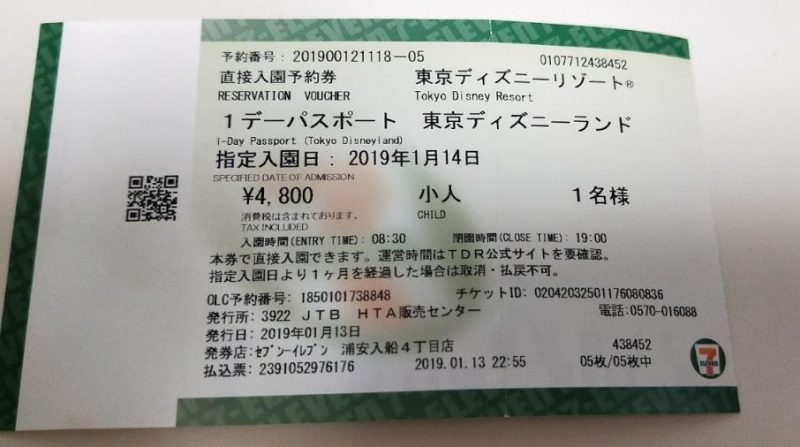 予約番号：201900121118-05
0107712438452
直接入園予約券 東京ディズニーリゾート®
RESERVATION VOUCHER Tokyo Disney Resort
１デーパスポート 東京ディズニーランド
1-Day Passport (Tokyo Disneyland)
指定入園日：2019年1月14日
SPECIFIED DATE OF ADMISSION
¥4,800 小人 １名様
消費税は含まれております。 CHILD
TAX INCLUDED
入園時間(ENTRY TIME): 08:30 閉園時間(CLOSE TIME): 19:00
本券で直接入園できます。運営時間はＴＤＲ公式サイトを要確認。
指定入園日より１ヶ月を経過した場合は取消・払戻不可。
OLC予約番号：1850101738848 チケットID：02042032501176080836
発行所：3922 ＪＴＢ ＨＴＡ販売センター 電話：0570-016088
発行日：2019年01月13日
発券店：ｾﾌﾞﾝ-ｲﾚﾌﾞﾝ 浦安入船４丁目店 438452
払込票：2391052976176 2019.01.13 22:55 05枚/05枚中
7
ELEVEN
7-ELEVEN